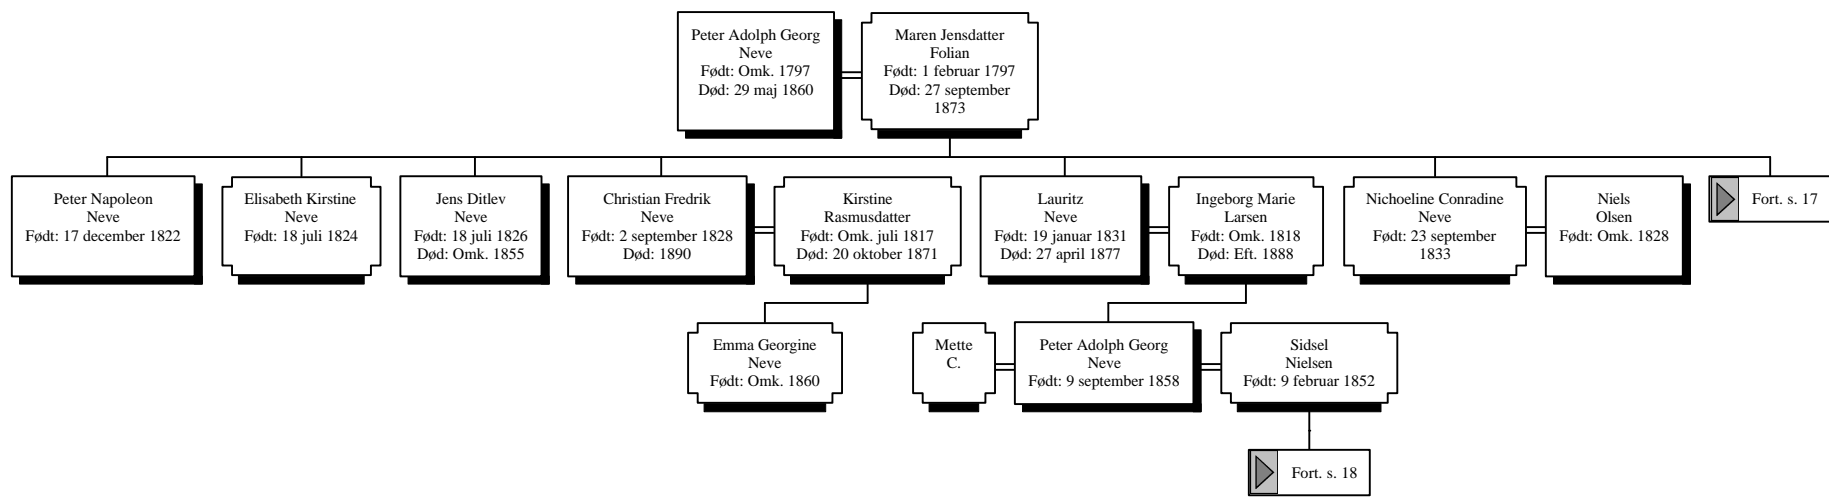 Peter Adolph Georg
Neve
Født: Omk. 1797
Død: 29 maj 1860
Maren Jensdatter
Folian
Født: 1 februar 1797
Død: 27 september
1873
Peter Napoleon
Neve
Født: 17 december 1822
Elisabeth Kirstine
Neve
Født: 18 juli 1824
Jens Ditlev
Neve
Født: 18 juli 1826
Død: Omk. 1855
Christian Fredrik
Neve
Født: 2 september 1828
Død: 1890
Kirstine
Rasmusdatter
Født: Omk. juli 1817
Død: 20 oktober 1871
Lauritz
Neve
Født: 19 januar 1831
Død: 27 april 1877
Ingeborg Marie
Larsen
Født: Omk. 1818
Død: Eft. 1888
Nichoeline Conradine
Neve
Født: 23 september
1833
Niels
Olsen
Født: Omk. 1828
Fort. s. 17
Emma Georgine
Neve
Født: Omk. 1860
Mette
C.
Peter Adolph Georg
Neve
Født: 9 september 1858
Sidsel
Nielsen
Født: 9 februar 1852
Fort. s. 18